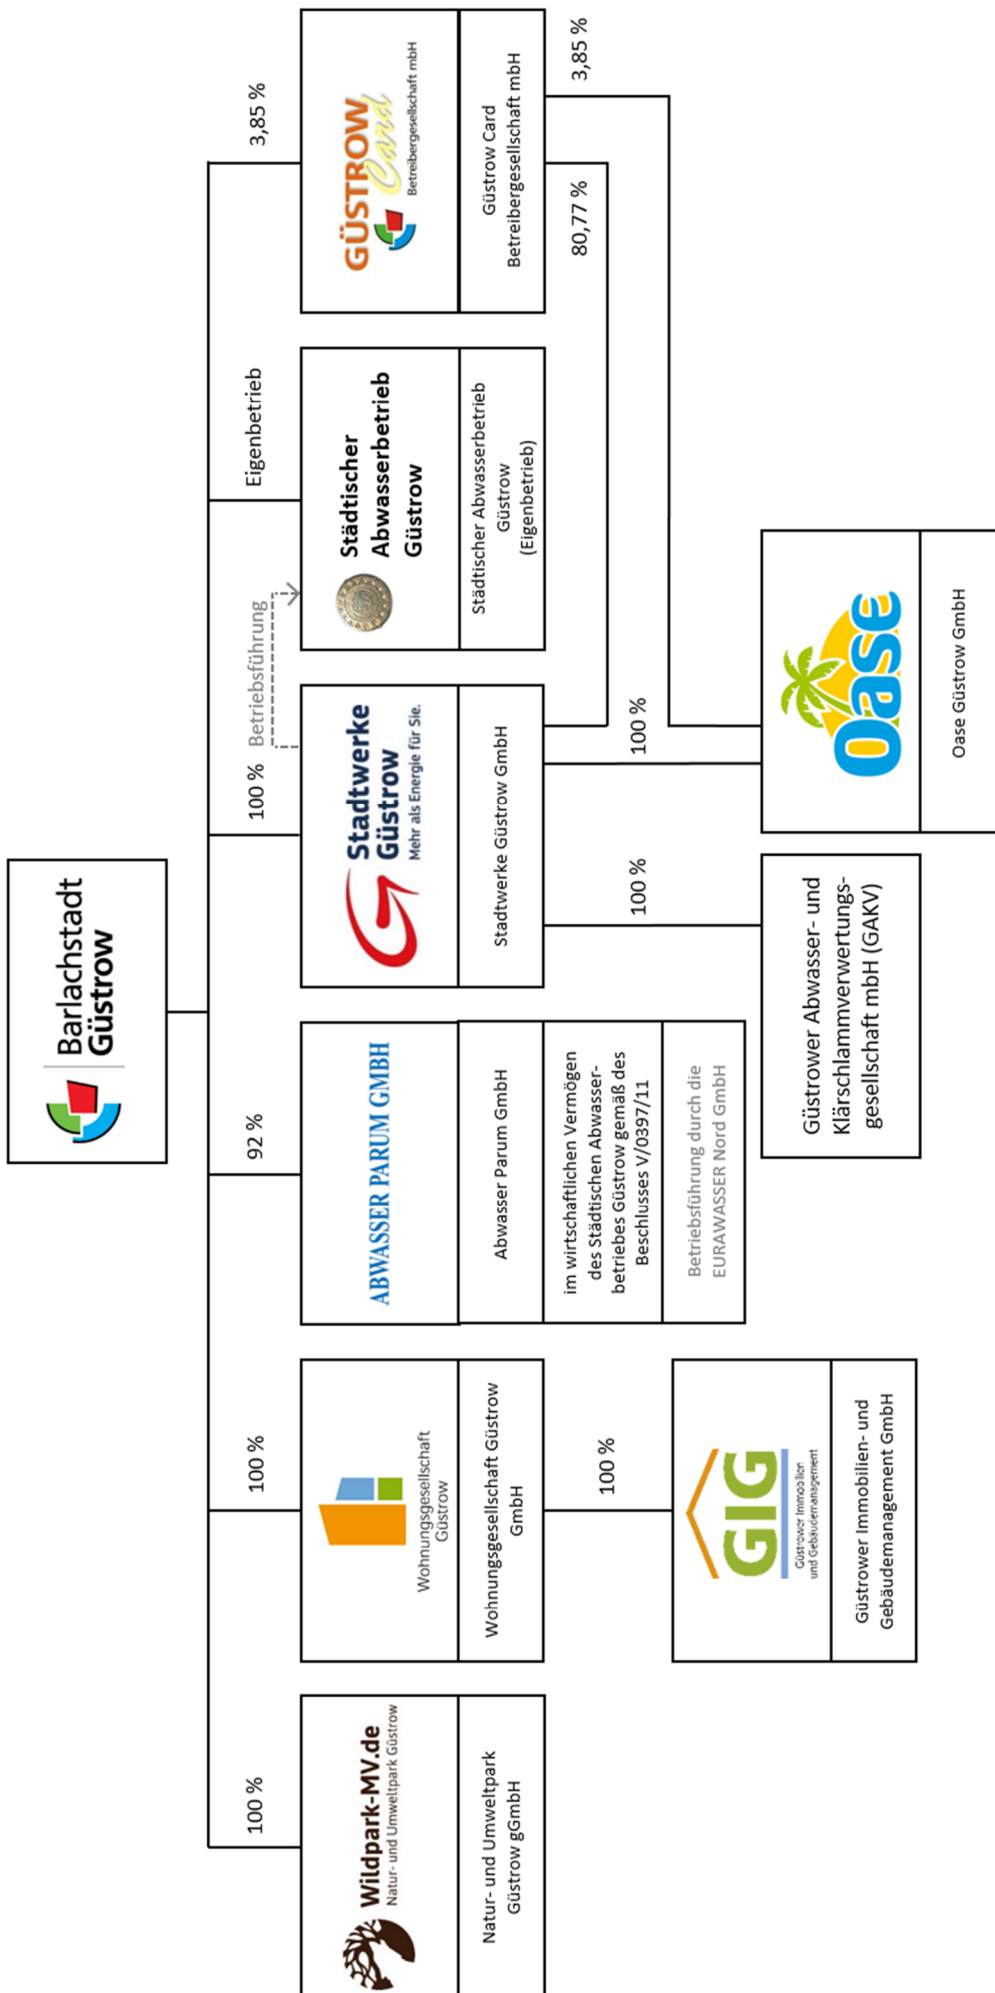 Barlachstadt
Güstrow
100 %
100 %
92 %
100 %
Betriebsführung
Eigenbetrieb
3,85 %
Wildpark-MV.de
Natur- und Umweltpark Güstrow
Natur- und Umweltpark
Güstrow gGmbH
Wohnungsgesellschaft
Güstrow
Wohnungsgesellschaft Güstrow
GmbH
ABWASSER PARUM GMBH
Abwasser Parum GmbH
im wirtschaftlichen Vermögen
des Städtischen Abwasser-
betriebes Güstrow gemäß des
Beschlusses V/0397/11
Betriebsführung durch die
EURAWASSER Nord GmbH
Stadtwerke
Güstrow
Mehr als Energie für Sie.
Stadtwerke Güstrow GmbH
Städtischer
Abwasserbetrieb
Güstrow
Städtischer Abwasserbetrieb
Güstrow
(Eigenbetrieb)
GÜSTROW
Card
Betreibergesellschaft mbH
Güstrow Card
Betreibergesellschaft mbH
80,77 %
3,85 %
100 %
100 %
100 %
GIG
Güstrower Immobilien
und Gebäudemanagement
Güstrower Immobilien- und
Gebäudemanagement GmbH
Güstrower Abwasser- und
Klärschlammverwertungs-
gesellschaft mbH (GAKV)
Oase
Oase Güstrow GmbH